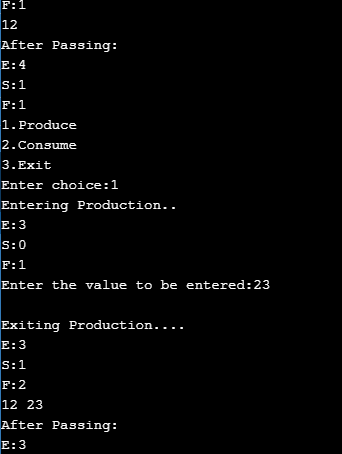 F:1
12
After Passing:
E:4
S:1
F:1
1.Produce
2.Consume
3.Exit
Enter choice:1
Entering Production..
E:3
S:0
F:1
Enter the value to be entered:23
Exiting Production....
E:3
S:1
F:2
12 23
After Passing:
E:3